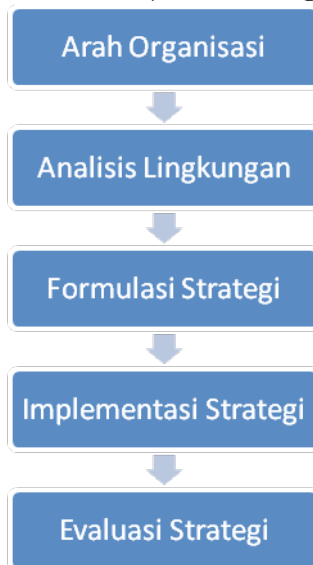 Arah Organisasi
Analisis Lingkungan
Formulasi Strategi
Implementasi Strategi
Evaluasi Strategi